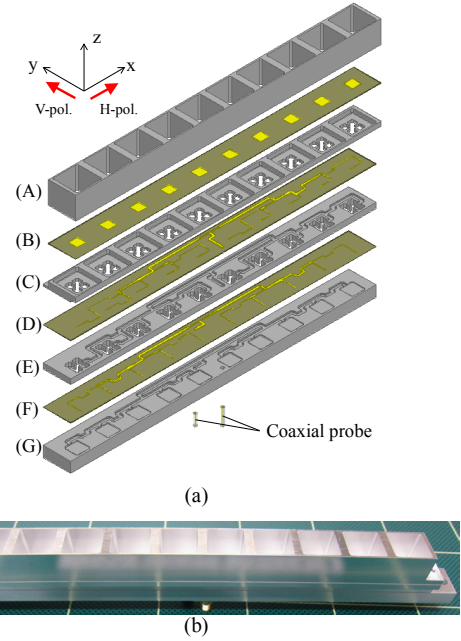 z
y
x
V-pol.
H-pol.
(A)
(B)
(C)
(D)
(E)
(F)
(G)
Coaxial probe
(a)
(b)